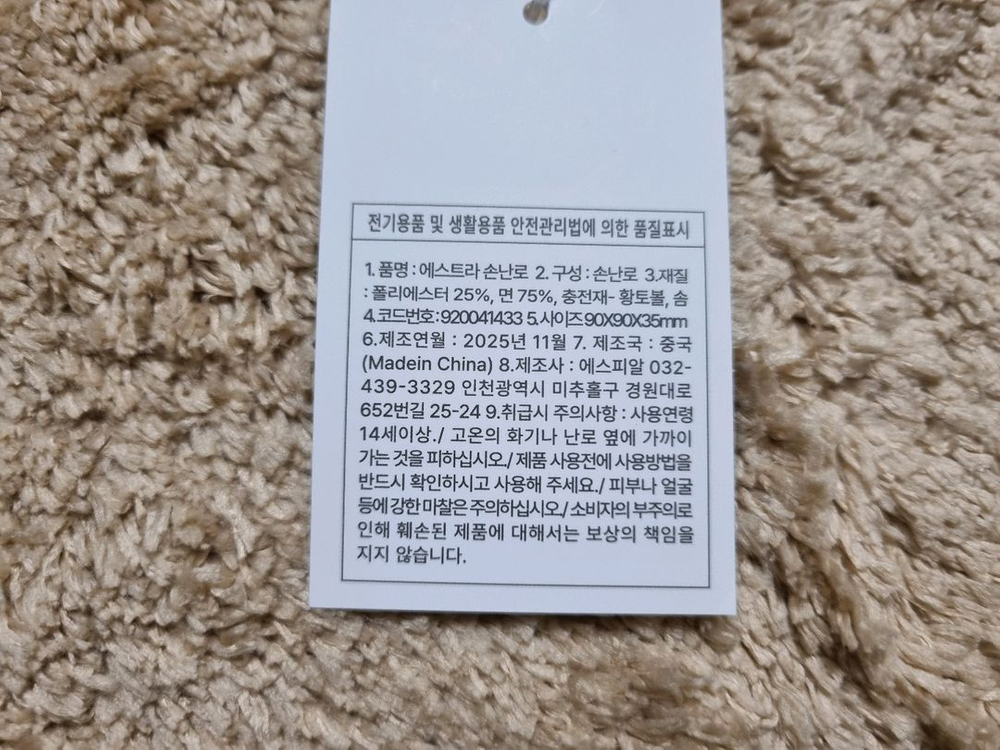 전기용품 및 생활용품 안전관리법에 의한 품질표시
1. 품명 : 에스트라 손난로 2. 구성 : 손난로 3.재질
: 폴리에스터 25%, 면 75%, 충전재- 황토볼, 솜
4.코드번호:920041433 5.사이즈90X90X35mm
6.제조연월 : 2025년 11월 7. 제조국 : 중국
(Madein China) 8.제조사 : 에스피알 032-
439-3329 인천광역시 미추홀구 경원대로
652번길 25-24 9.취급시 주의사항 : 사용연령
14세이상./ 고온의 화기나 난로 옆에 가까이
가는 것을 피하십시오./ 제품 사용전에 사용방법을
반드시 확인하시고 사용해 주세요./ 피부나 얼굴
등에 강한 마찰은 주의하십시오./ 소비자의 부주의로
인해 훼손된 제품에 대해서는 보상의 책임을
지지 않습니다.